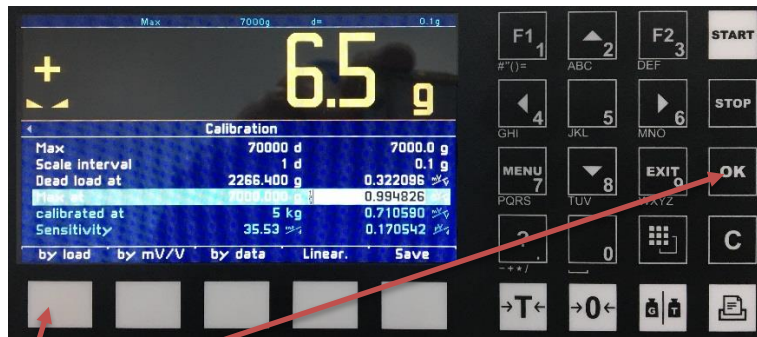 Max 7000g d= 0.1g
+ 6.5 g
Calibration
Max 70000 d 7000.0 g
Scale interval 1 d 0.1 g
Dead load at 2266.400 g 0.322096
Max at 7000.000 g 0.994826
calibrated at 5 kg 0.710590
Sensitivity 35.53 0.170542
by load by mV/V by data Linear. Save
F1 1 2 F2 3 START
#"()= ABC DEF
4 5 6 STOP
GHI JKL MNO
MENU 7 8 EXIT 9 OK
PQRS TUV WXYZ
? . 0 C
-+*/
→T← →0← G